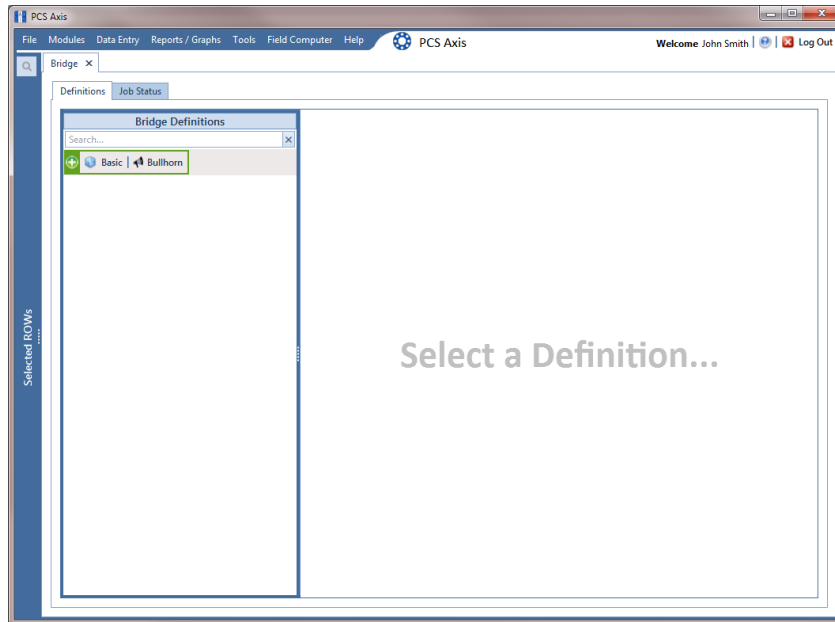 PCS Axis
File Modules Data Entry Reports / Graphs Tools Field Computer Help PCS Axis Welcome John Smith Log Out
Bridge
Definitions Job Status
Bridge Definitions
Search...
Basic Bullhorn
Selected ROWs
Select a Definition...